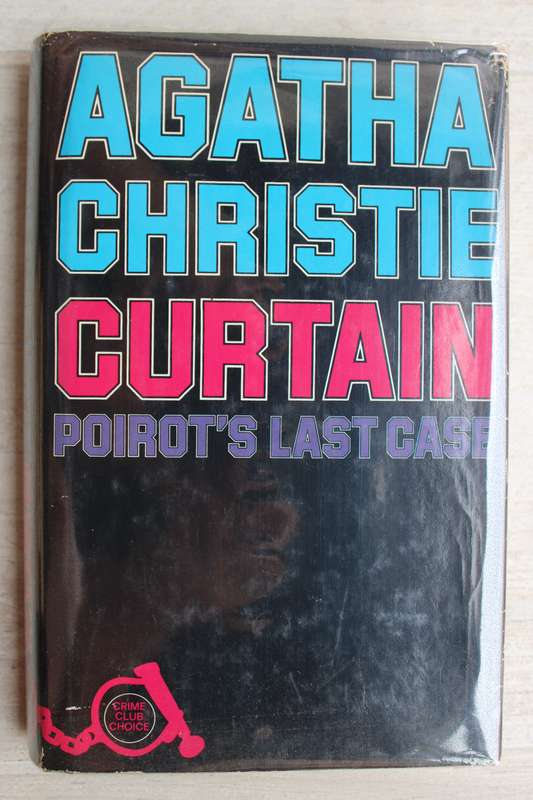 AGATHA
CHRISTIE
CURTAIN
POIROT'S LAST CASE
CRIME
CLUB
CHOICE